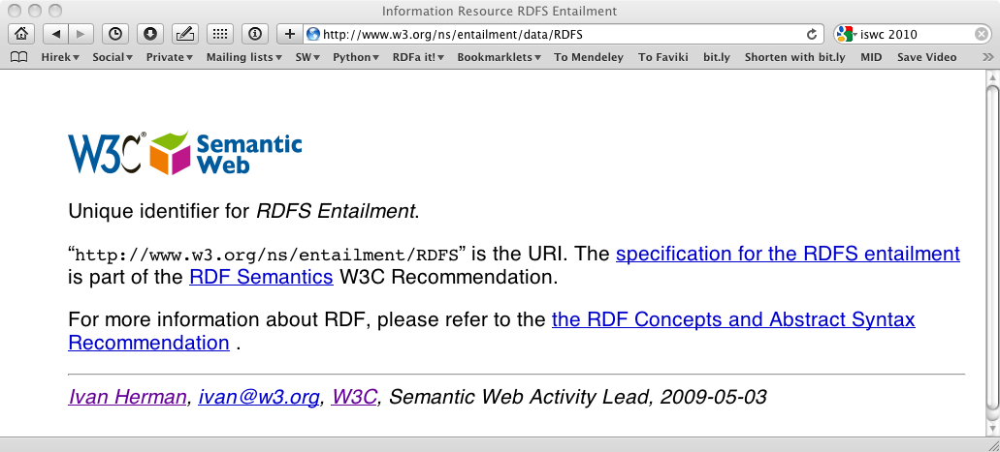 Information Resource RDFS Entailment
http://www.w3.org/ns/entailment/data/RDFS
iswc 2010
Hirek Social Private Mailing lists SW Python RDFa it! Bookmarklets To Mendeley To Faviki bit.ly Shorten with bit.ly MID Save Video
W3C® Semantic
Web
Unique identifier for RDFS Entailment.
“http://www.w3.org/ns/entailment/RDFS” is the URI. The specification for the RDFS entailment
is part of the RDF Semantics W3C Recommendation.
For more information about RDF, please refer to the the RDF Concepts and Abstract Syntax
Recommendation .
Ivan Herman, ivan@w3.org, W3C, Semantic Web Activity Lead, 2009-05-03